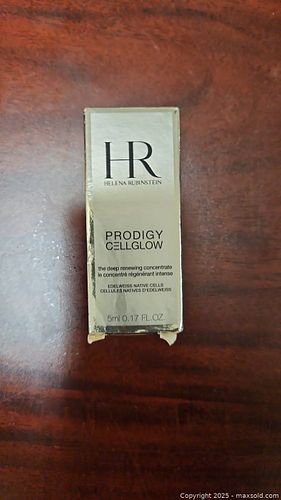 HR
HELENA RUBINSTEIN
PRODIGY
CELLGLOW
the deep renewing concentrate
le concentré régénérant intense
EDELWEISS NATIVE CELLS
CELLULES NATIVES D'EDELWEISS
5ml 0.17 FL.OZ.
Copyright 2025 - maxsold.com